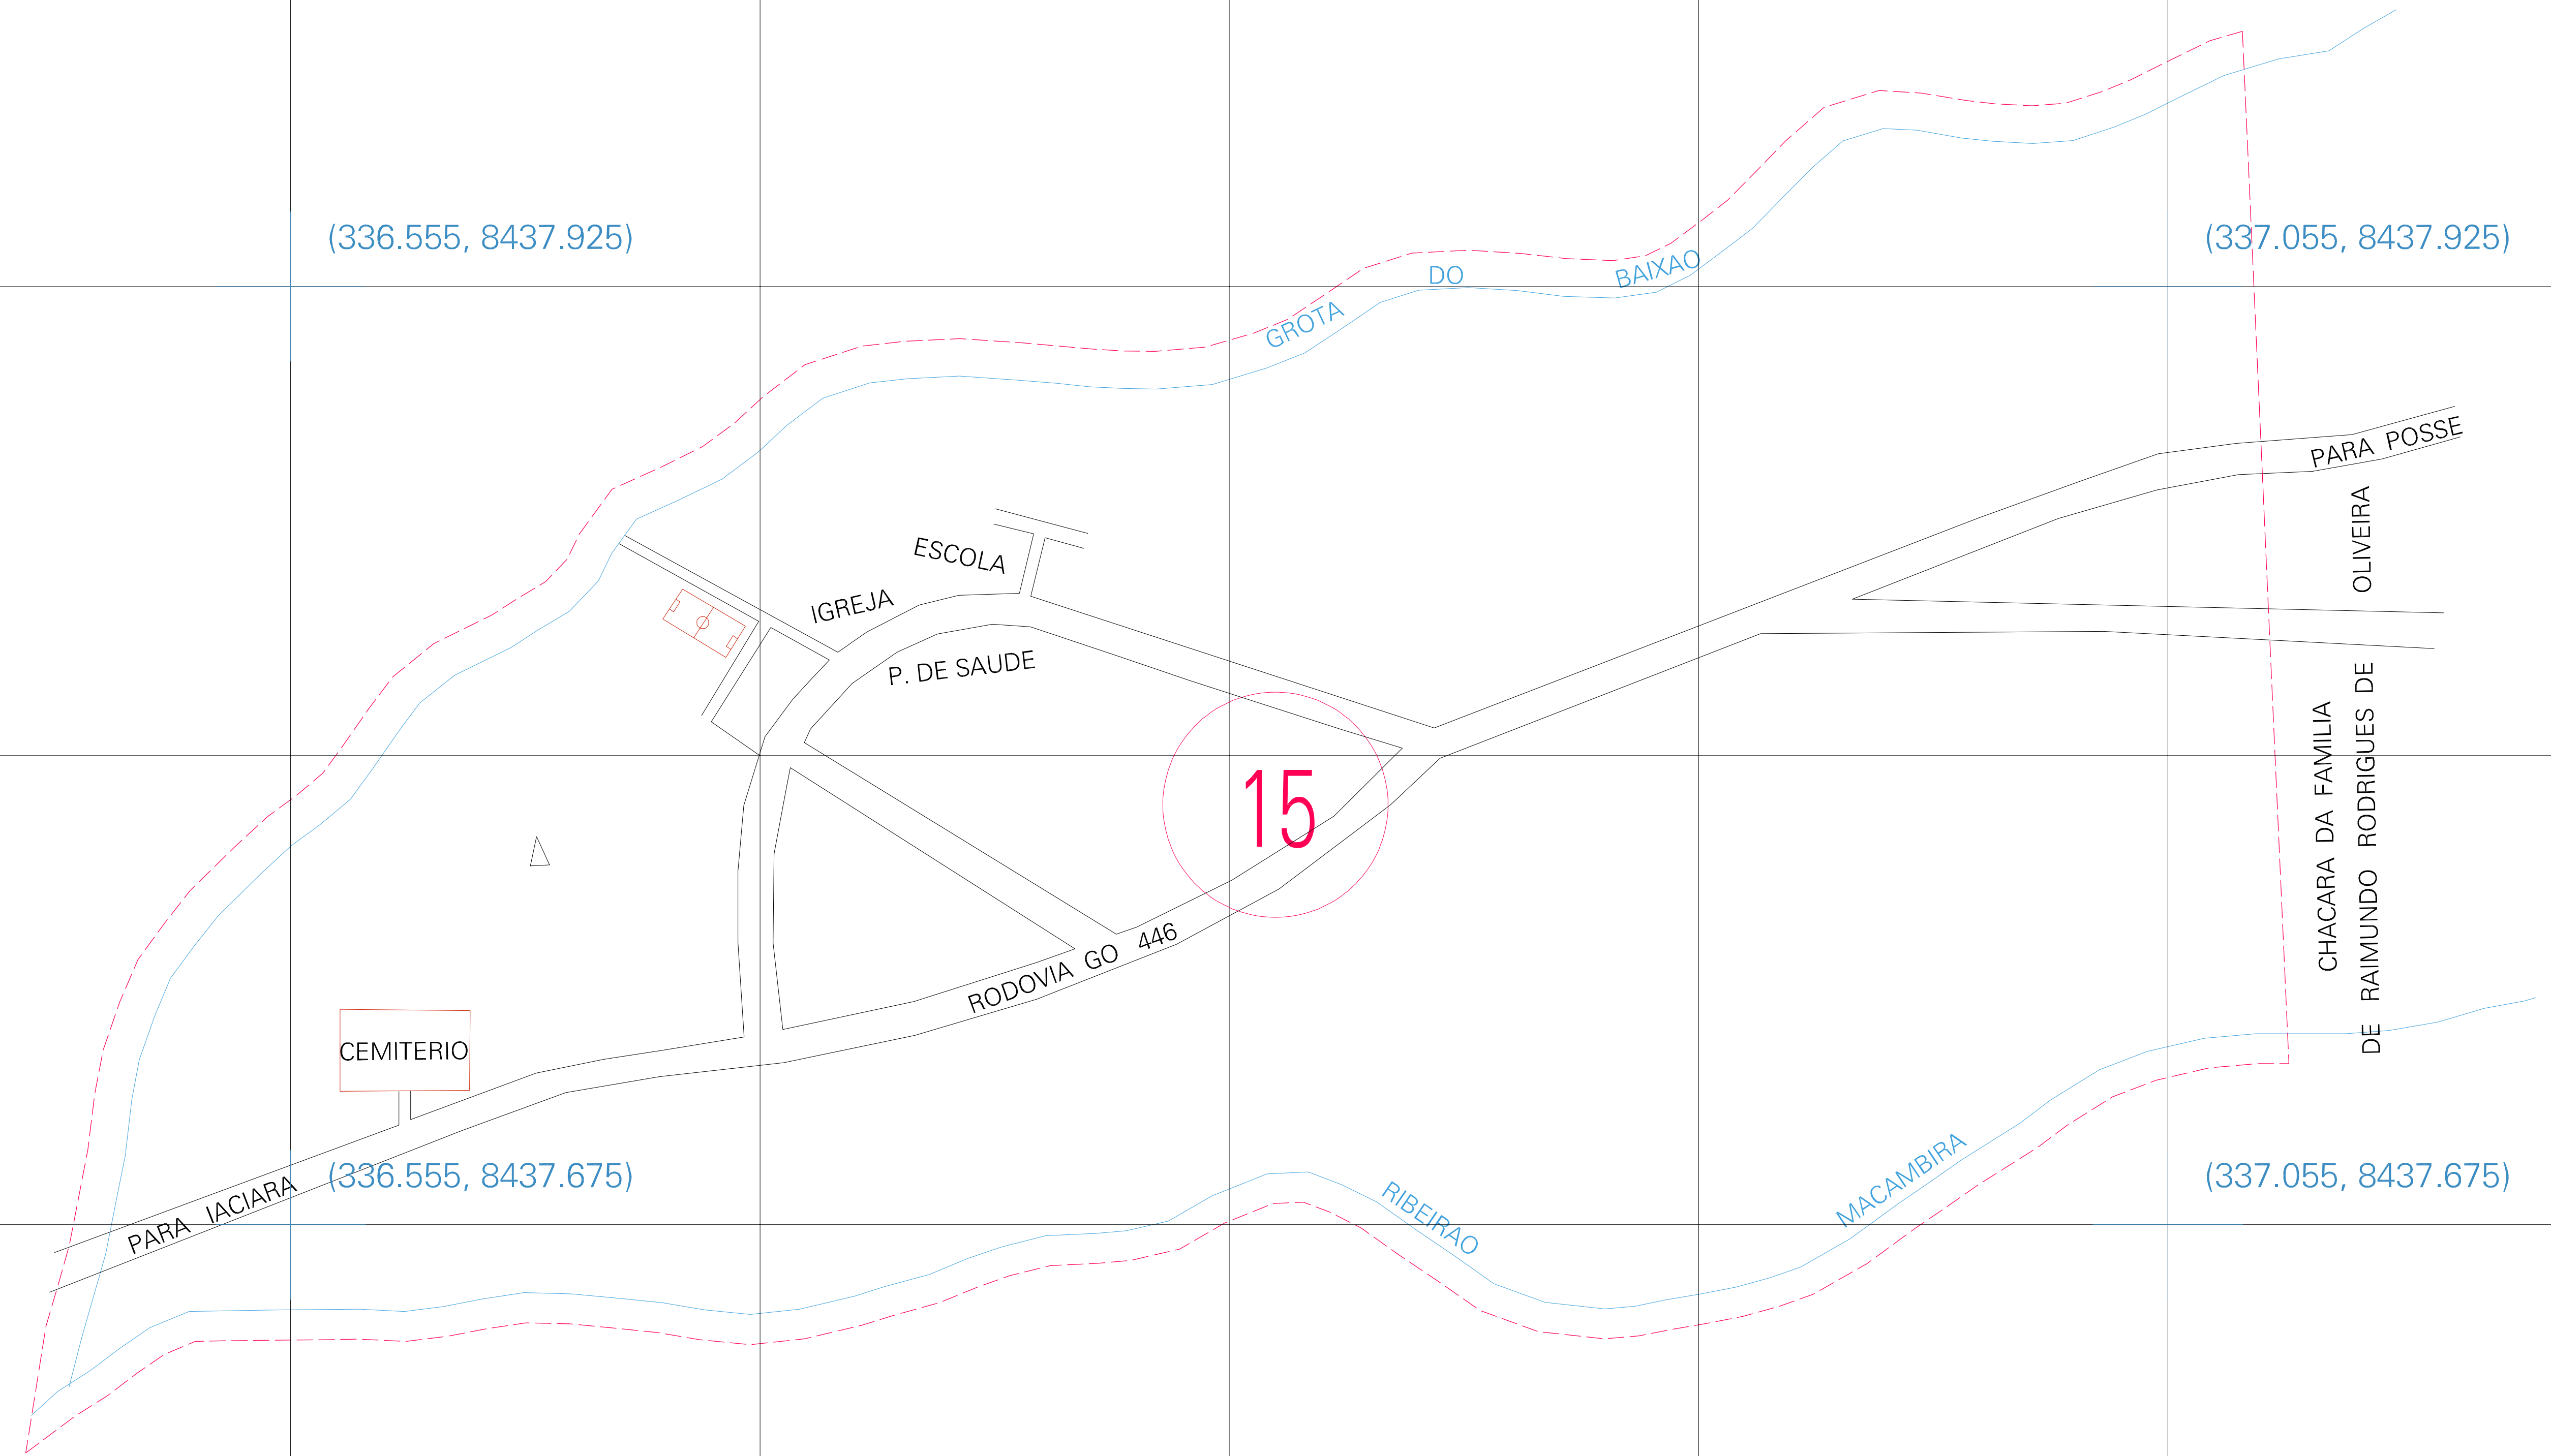 (336.555, 8437.925)
(337.055, 8437.925)
GROTA DO BAIXAO
PARA POSSE
ESCOLA
IGREJA
P. DE SAUDE
15
CHACARA DA FAMILIA
DE RAIMUNDO RODRIGUES DE OLIVEIRA
RODOVIA GO 446
CEMITERIO
PARA IACIARA
(336.555, 8437.675)
(337.055, 8437.675)
RIBEIRAO MACAMBIRA